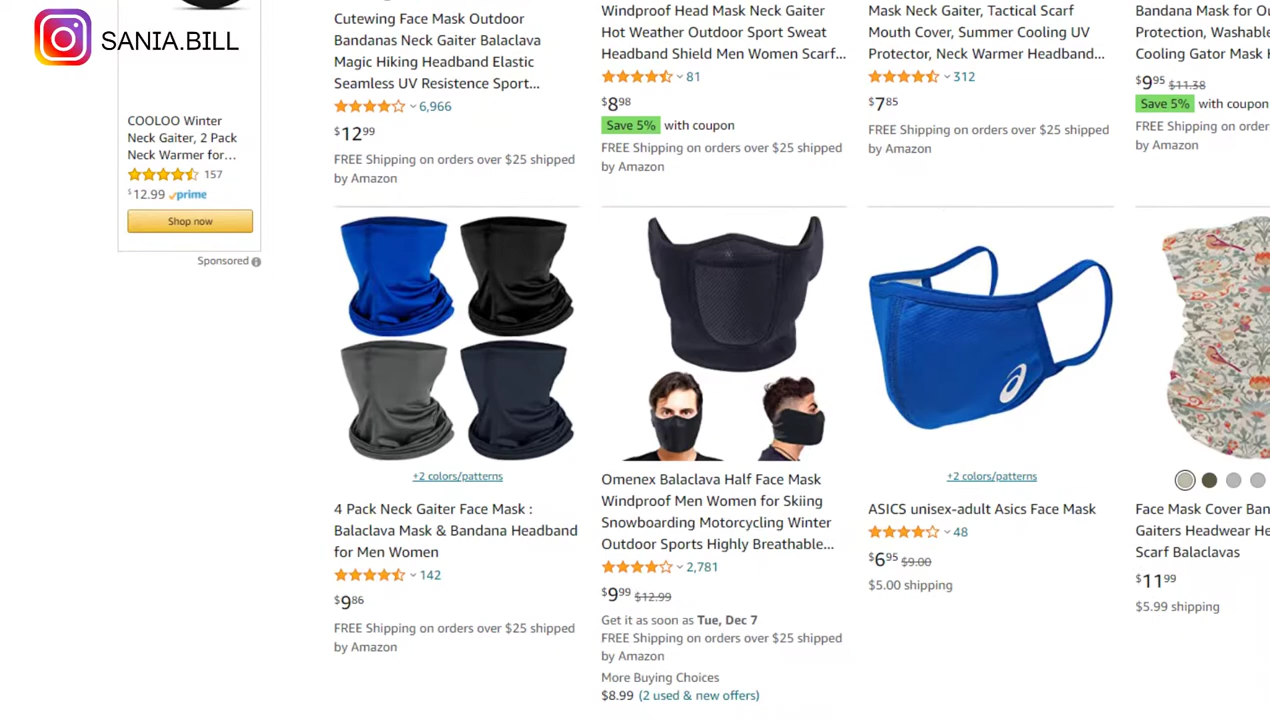 SANIA.BILL
COOLOO Winter
Neck Gaiter, 2 Pack
Neck Warmer for...
157
$12.99 prime
Shop now
Sponsored
Cutewing Face Mask Outdoor
Bandanas Neck Gaiter Balaclava
Magic Hiking Headband Elastic
Seamless UV Resistence Sport...
6,966
$12.99
FREE Shipping on orders over $25 shipped
by Amazon
Windproof Head Mask Neck Gaiter
Hot Weather Outdoor Sport Sweat
Headband Shield Men Women Scarf...
81
$8.98
Save 5% with coupon
FREE Shipping on orders over $25 shipped
by Amazon
Mask Neck Gaiter, Tactical Scarf
Mouth Cover, Summer Cooling UV
Protector, Neck Warmer Headband...
312
$7.85
FREE Shipping on orders over $25 shipped
by Amazon
Bandana Mask for
Protection, Washable
Cooling Gator Mask
$9.95 $11.38
Save 5% with coupon
FREE Shipping on
by Amazon
+2 colors/patterns
4 Pack Neck Gaiter Face Mask :
Balaclava Mask & Bandana Headband
for Men Women
142
$9.86
FREE Shipping on orders over $25 shipped
by Amazon
Omenex Balaclava Half Face Mask
Windproof Men Women for Skiing
Snowboarding Motorcycling Winter
Outdoor Sports Highly Breathable...
2,781
$9.99 $12.99
Get it as soon as Tue, Dec 7
FREE Shipping on orders over $25 shipped
by Amazon
More Buying Choices
$8.99 (2 used & new offers)
+2 colors/patterns
ASICS unisex-adult Asics Face Mask
48
$6.95 $9.00
$5.00 shipping
Face Mask Cover
Gaiters Headwear
Scarf Balaclavas
$11.99
$5.99 shipping